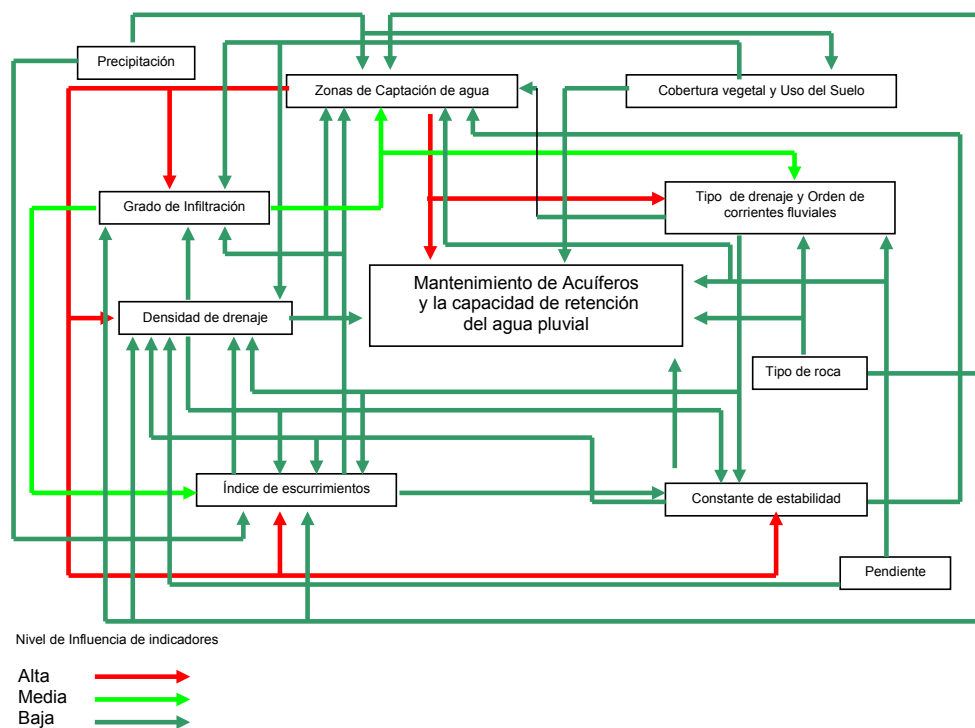 Precipitación
Zonas de Captación de agua
Cobertura vegetal y Uso del Suelo
Grado de Infiltración
Tipo de drenaje y Orden de
corrientes fluviales
Mantenimiento de Acuíferos
y la capacidad de retención
del agua pluvial
Densidad de drenaje
Tipo de roca
Índice de escurrimientos
Constante de estabilidad
Pendiente
Nivel de Influencia de indicadores
Alta
Media
Baja